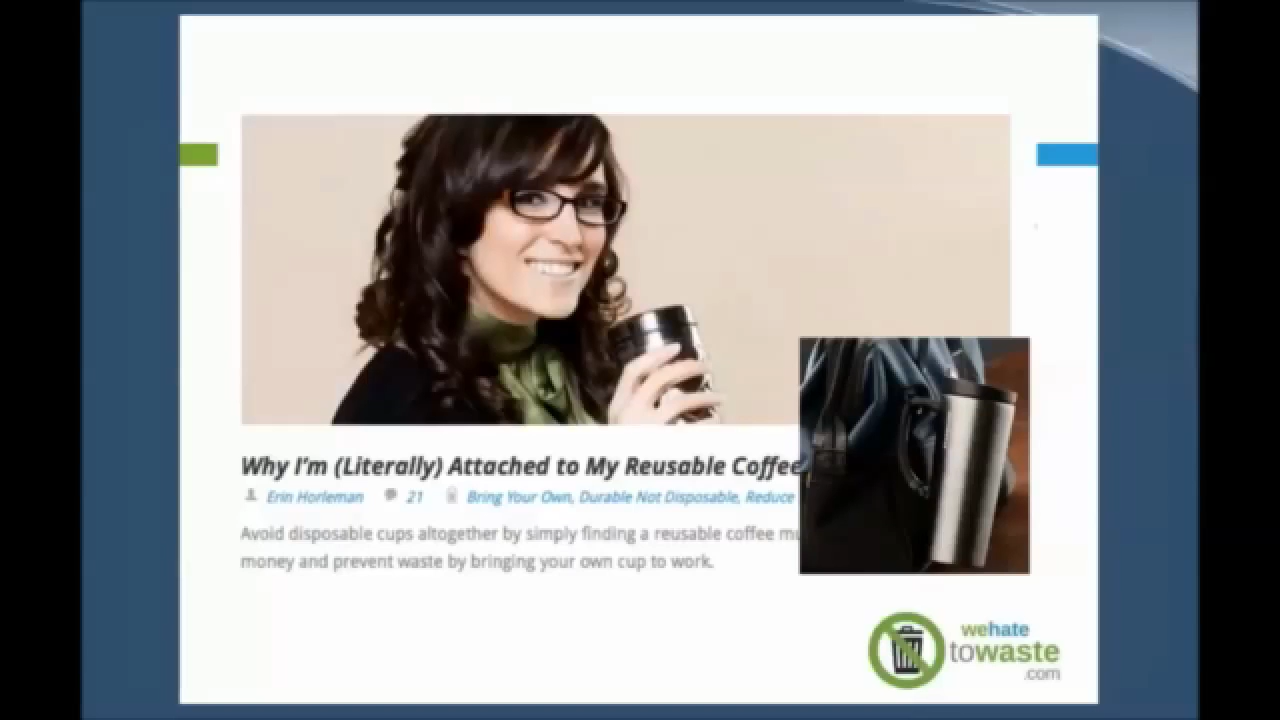 Why I'm (Literally) Attached to My Reusable Coffee
Erin Horleman 21 Bring Your Own, Durable Not Disposable, Reduce
Avoid disposable cups altogether by simply finding a reusable coffee
money and prevent waste by bringing your own cup to work.
wehate
towaste
.com